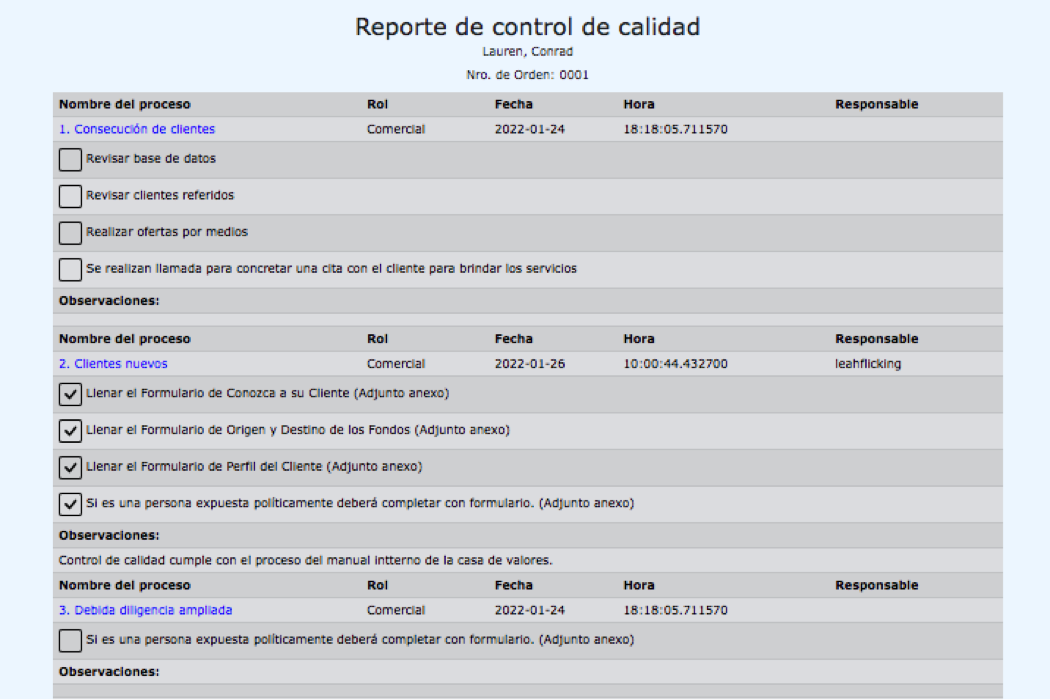 Reporte de control de calidad
Lauren, Conrad
Nro. de Orden: 0001
Nombre del proceso Rol Fecha Hora Responsable
1. Consecución de clientes Comercial 2022-01-24 18:18:05.711570
Revisar base de datos
Revisar clientes referidos
Realizar ofertas por medios
Se realizan llamada para concretar una cita con el cliente para brindar los servicios
Observaciones:
Nombre del proceso Rol Fecha Hora Responsable
2. Clientes nuevos Comercial 2022-01-26 10:00:44.432700 leahflicking
Llenar el Formulario de Conozca a su Cliente (Adjunto anexo)
Llenar el Formulario de Origen y Destino de los Fondos (Adjunto anexo)
Llenar el Formulario de Perfil del Cliente (Adjunto anexo)
Si es una persona expuesta políticamente deberá completar con formulario. (Adjunto anexo)
Observaciones:
Control de calidad cumple con el proceso del manual intterno de la casa de valores.
Nombre del proceso Rol Fecha Hora Responsable
3. Debida diligencia ampliada Comercial 2022-01-24 18:18:05.711570
Si es una persona expuesta políticamente deberá completar con formulario. (Adjunto anexo)
Observaciones: